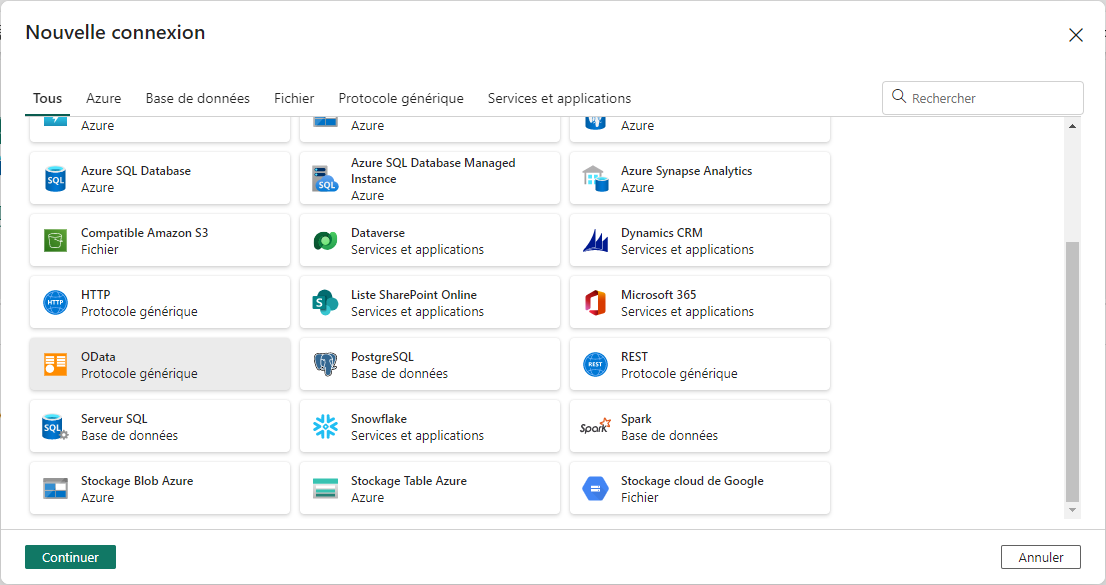 Nouvelle connexion
Tous Azure Base de données Fichier Protocole générique Services et applications Rechercher
Azure Azure Azure
Azure SQL Database
Azure
Azure SQL Database Managed
Instance
Azure
Azure Synapse Analytics
Azure
Compatible Amazon S3
Fichier
Dataverse
Services et applications
Dynamics CRM
Services et applications
HTTP
HTTP
Protocole générique
S
Liste SharePoint Online
Services et applications
Microsoft 365
Services et applications
OData
Protocole générique
PostgreSQL
Base de données
REST
REST
Protocole générique
SQL
Serveur SQL
Base de données
Snowflake
Services et applications
Spark
Spark
Base de données
Stockage Blob Azure
Azure
Stockage Table Azure
Azure
Stockage cloud de Google
Fichier
Continuer Annuler